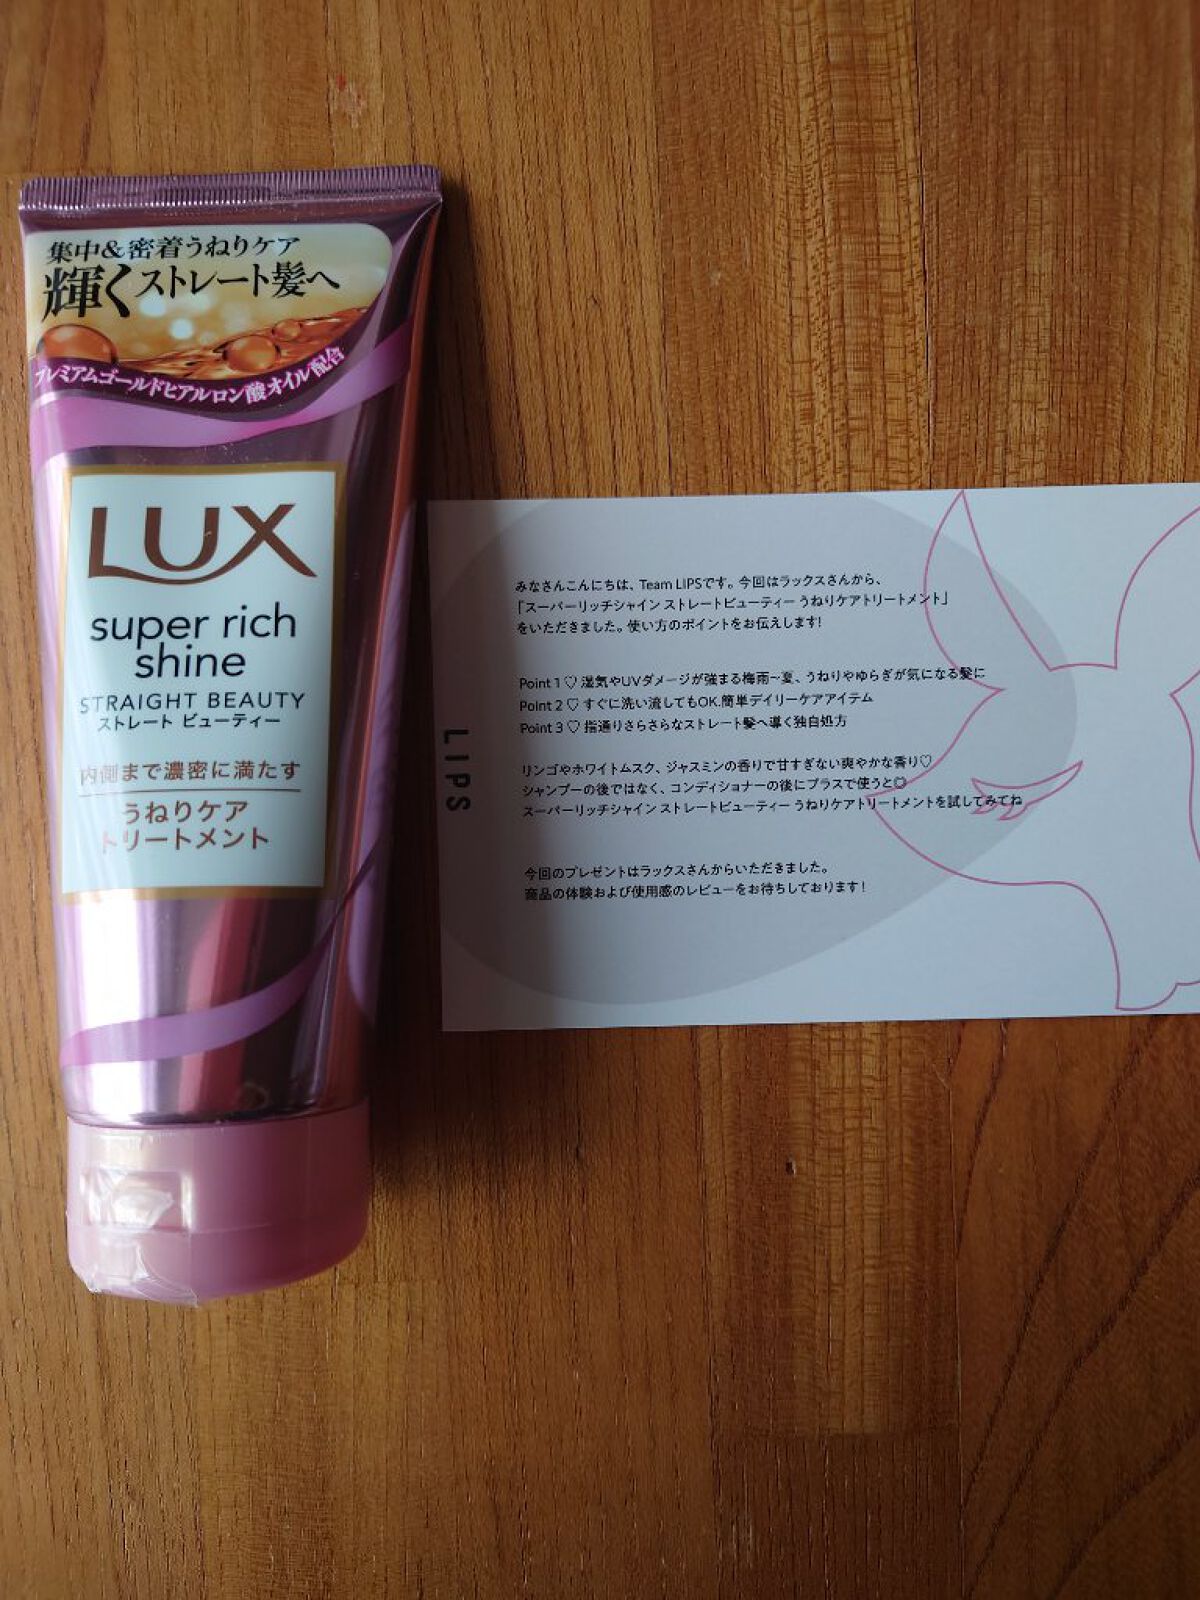 集中&密着うねりケア
輝くストレート髪へ
プレミアムゴールドヒアルロン酸オイル配合
LUX
super rich
shine
STRAIGHT BEAUTY
ストレート ビューティー
内側まで濃密に満たす
うねりケア
トリートメント
LIPS
みなさんこんにちは、Team LIPSです。今回はラックスさんから、
「スーパーリッチシャイン ストレートビューティー うねりケアトリートメント」
をいただきました。使い方のポイントをお伝えします!
Point 1 ♡ 湿気やUVダメージが強まる梅雨～夏、うねりやゆらぎが気になる髪に
Point 2 ♡ すぐに洗い流してもOK.簡単デイリーケアアイテム
Point 3 ♡ 指通りさらさらなストレート髪へ導く独自処方
リンゴやホワイトムスク、ジャスミンの香りで甘すぎない爽やかな香り♡
シャンプーの後ではなく、コンディショナーの後にプラスで使うと◎
スーパーリッチシャイン ストレートビューティー うねりケアトリートメントを試してみてね
今回のプレゼントはラックスさんからいただきました。
商品の体験および使用感のレビューをお待ちしております!